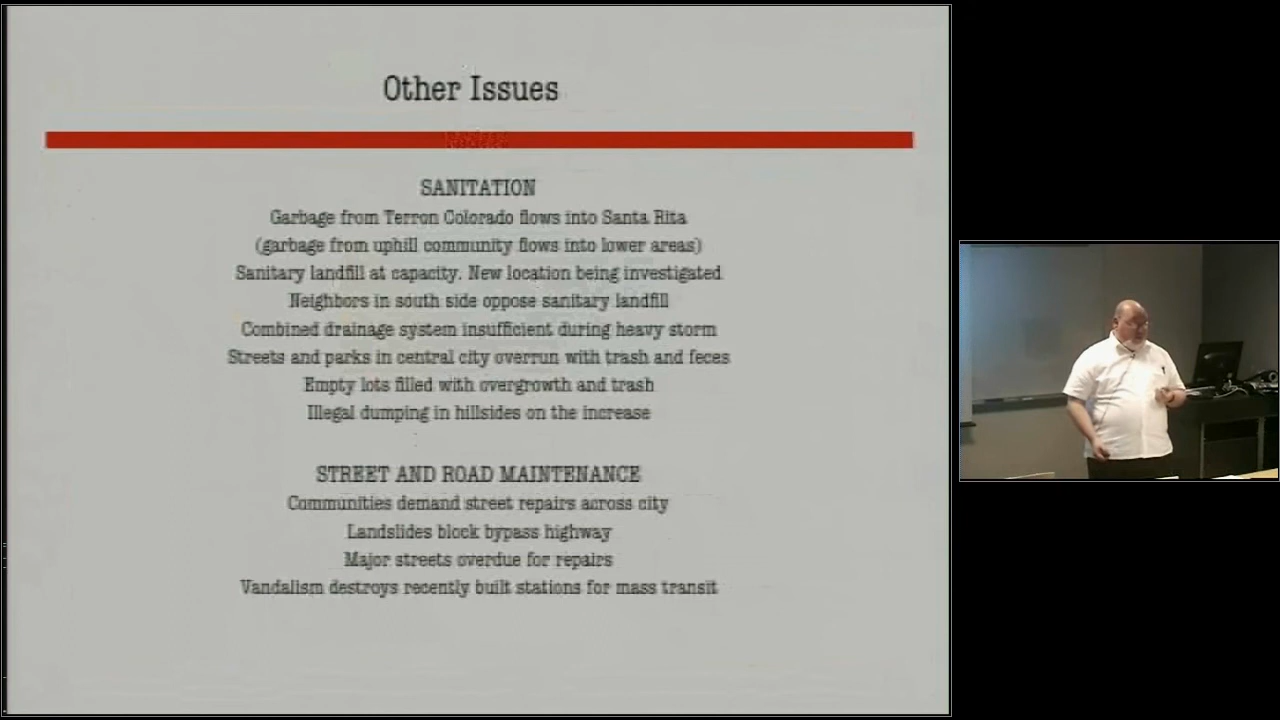 Other Issues
SANITATION
Garbage from Terron Colorado flows into Santa Rita
(garbage from uphill community flows into lower areas)
Sanitary landfill at capacity. New location being investigated
Neighbors in south side oppose sanitary landfill
Combined drainage system insufficient during heavy storm
Streets and parks in central city overrun with trash and feces
Empty lots filled with overgrowth and trash
Illegal dumping in hillsides on the increase
STREET AND ROAD MAINTENANCE
Communities demand street repairs across city
Landslides block bypass highway
Major streets overdue for repairs
Vandalism destroys recently built stations for mass transit